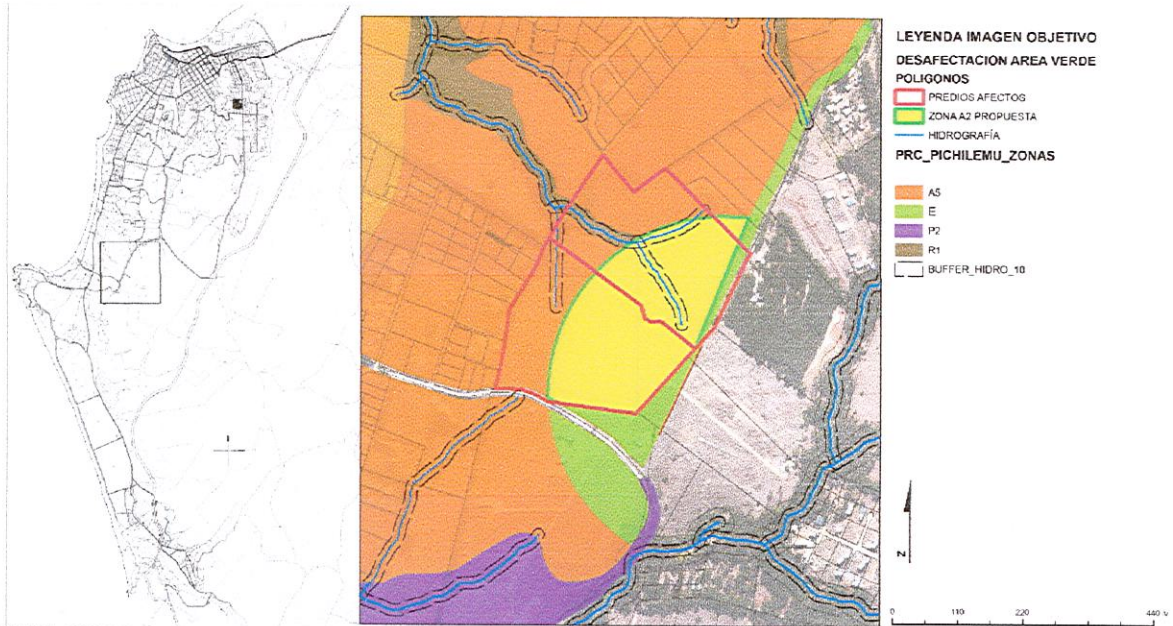 LEYENDA IMAGEN OBJETIVO
DESAFECTACION AREA VERDE
POLIGONOS
PREDIOS AFECTOS
ZONA A2 PROPUESTA
HIDROGRAFÍA
PRC_PICHILEMU_ZONAS
A5
E
P2
R1
BUFFER_HIDRO_10
N
0 110 220 440